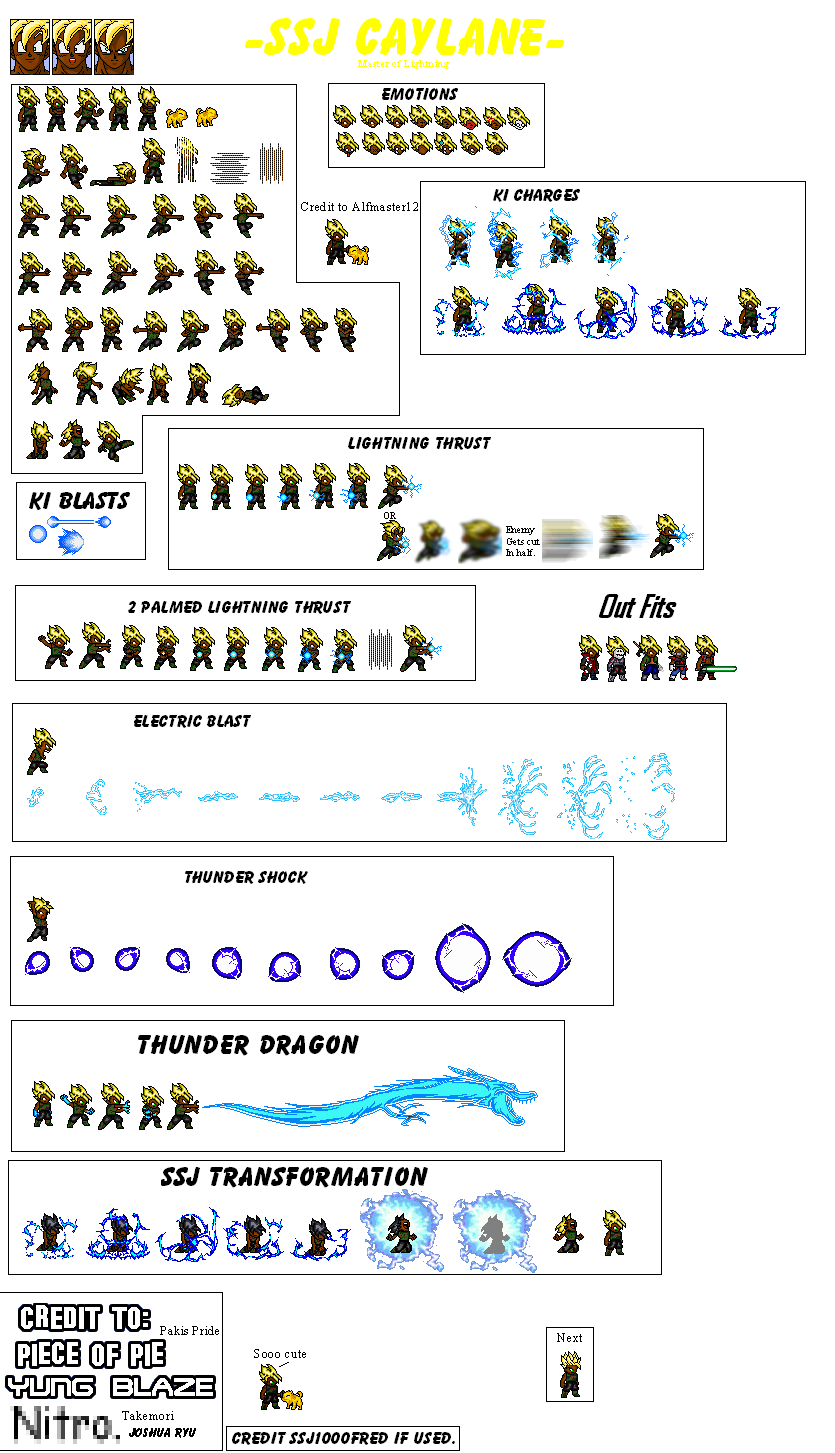 -SSJ CAYLANE-
Master of Lightning
EMOTIONS
KI CHARGES
Credit to Alfmaster12
LIGHTNING THRUST
KI BLASTS
OR
Enemy
Gets cut
In half.
2 PALMED LIGHTNING THRUST
Out Fits
ELECTRIC BLAST
THUNDER SHOCK
THUNDER DRAGON
SSJ TRANSFORMATION
CREDIT TO:
Pakis Pride
PIECE OF PIE
YUNG BLAZE
Nitro.
Takemori
JOSHUA RYU
Sooo cute
Next
CREDIT SSJ1000FRED IF USED.